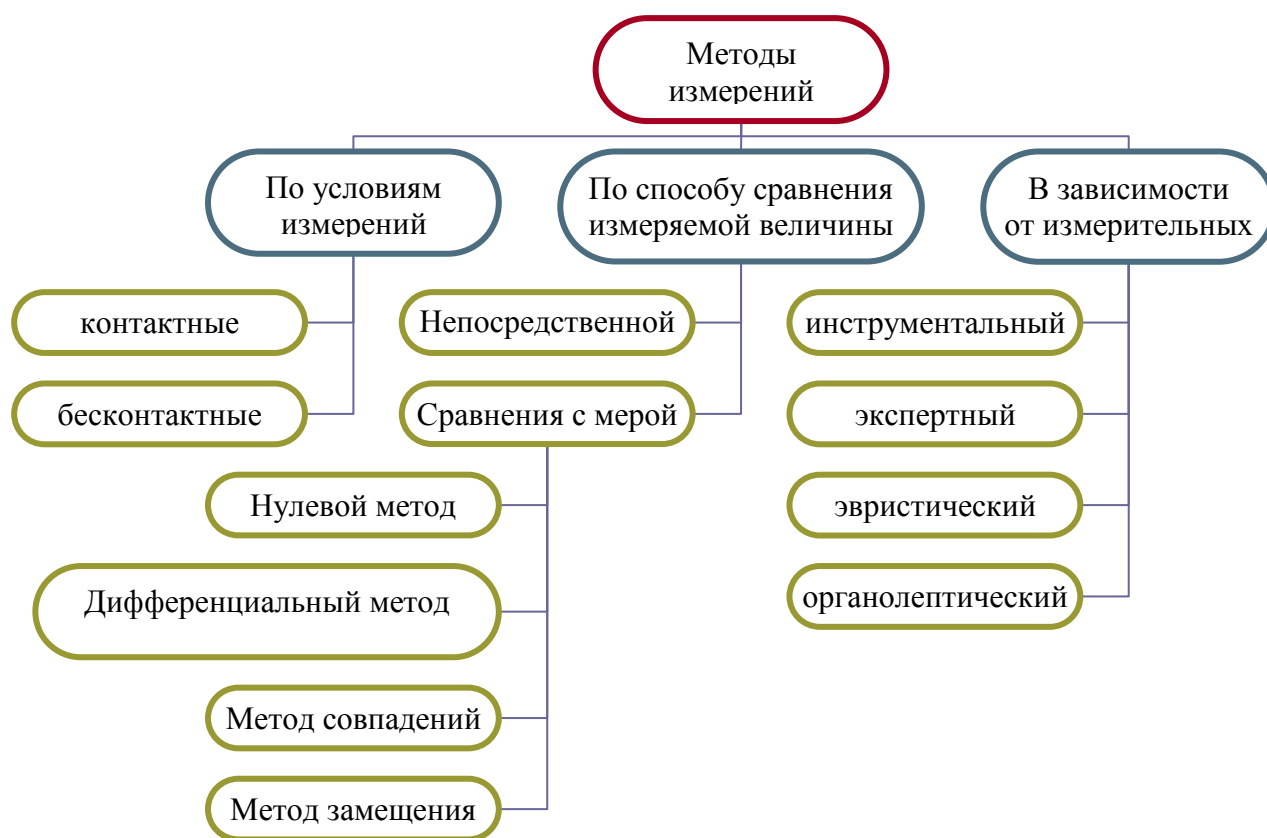 Методы
измерений
По условиям
измерений
По способу сравнения
измеряемой величины
В зависимости
от измерительных
контактные
бесконтактные
Непосредственной
Сравнения с мерой
Нулевой метод
Дифференциальный метод
Метод совпадений
Метод замещения
инструментальный
экспертный
эвристический
органолептический